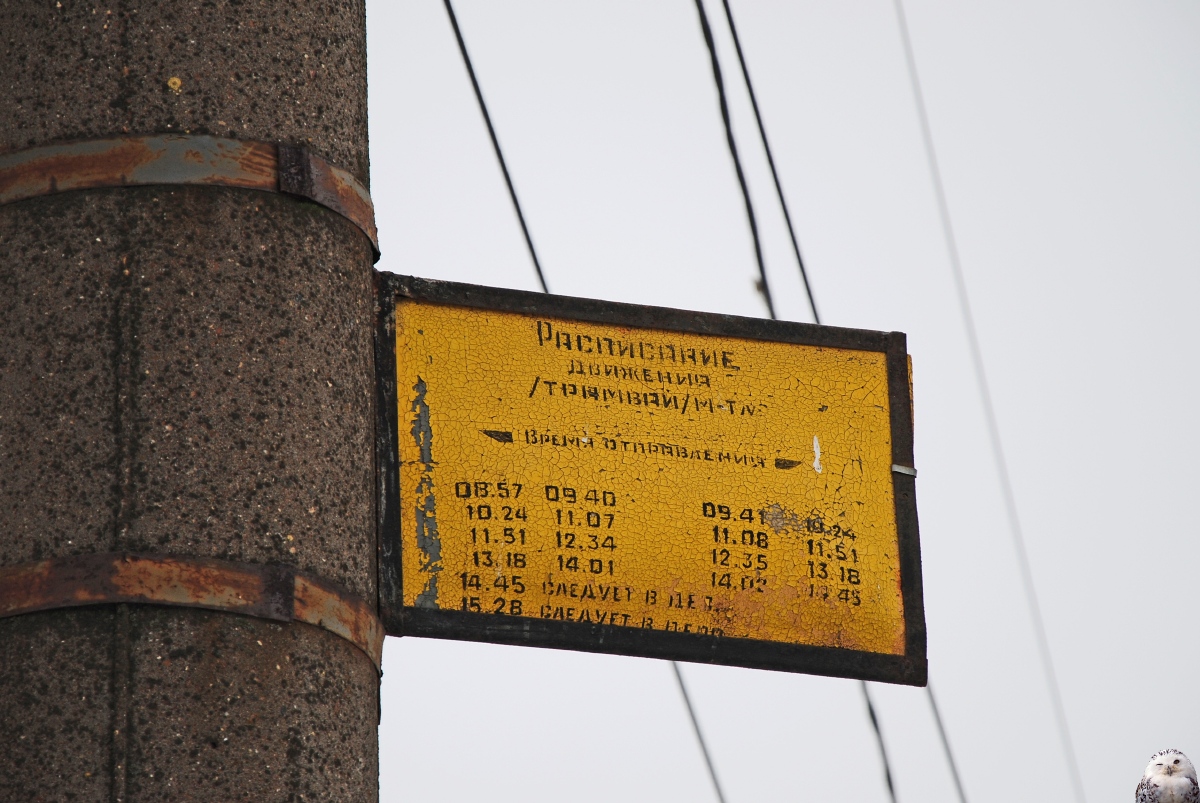 Расписание
движения
/трамвай/м-та
Время отправления
08.57 09.40 09.41 10.24
10.24 11.07 11.08 11.51
11.51 12.34 12.35 13.18
13.18 14.01 14.02 14.45
14.45 следует в депо
15.28 следует в депо